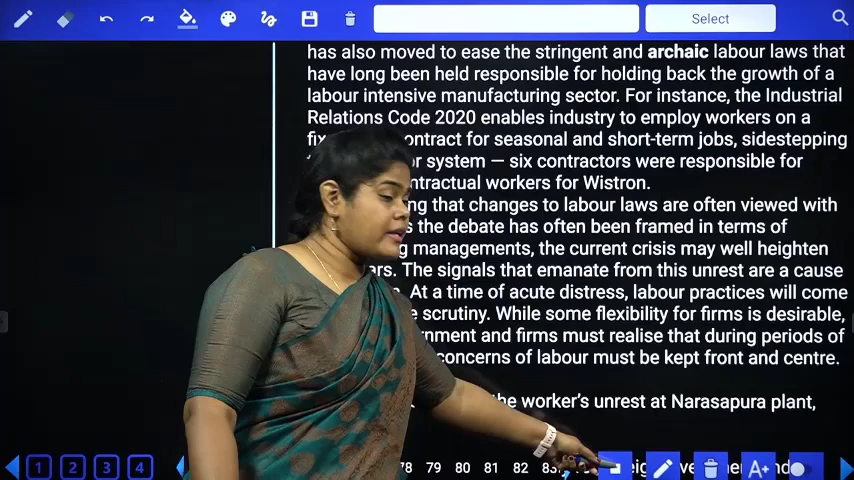 Select
has also moved to ease the stringent and archaic labour laws that
have long been held responsible for holding back the growth of a
labour intensive manufacturing sector. For instance, the Industrial
Relations Code 2020 enables industry to employ workers on a
contract for seasonal and short-term jobs, sidestepping
system — six contractors were responsible for
workers for Wistron.
that changes to labour laws are often viewed with
the debate has often been framed in terms of
managements, the current crisis may well heighten
The signals that emanate from this unrest are a cause
At a time of acute distress, labour practices will come
scrutiny. While some flexibility for firms is desirable,
and firms must realise that during periods of
concerns of labour must be kept front and centre.
the worker's unrest at Narasapura plant,
1 2 3 4 78 79 80 81 82 83 A+